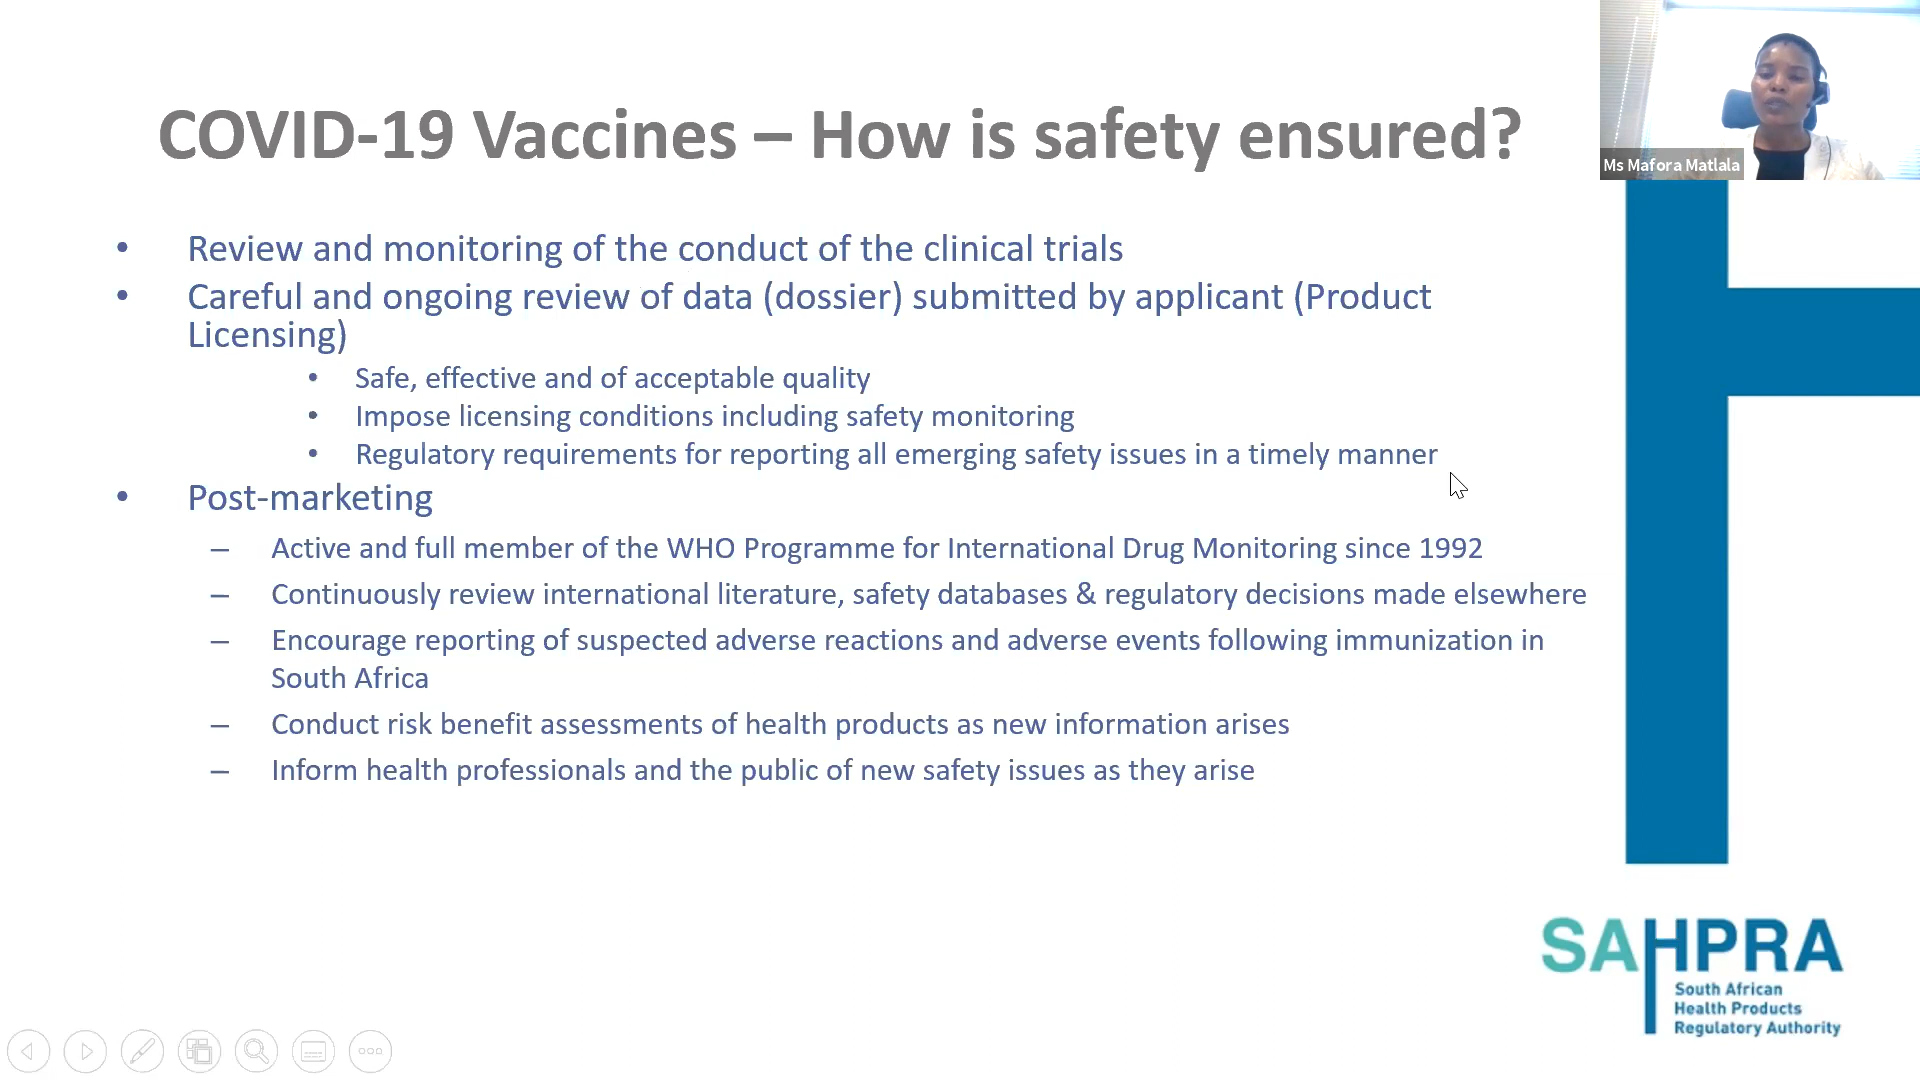 COVID-19 Vaccines – How is safety ensured?
Ms Mafora Matlala
• Review and monitoring of the conduct of the clinical trials
• Careful and ongoing review of data (dossier) submitted by applicant (Product
Licensing)
• Safe, effective and of acceptable quality
• Impose licensing conditions including safety monitoring
• Regulatory requirements for reporting all emerging safety issues in a timely manner
• Post-marketing
– Active and full member of the WHO Programme for International Drug Monitoring since 1992
– Continuously review international literature, safety databases & regulatory decisions made elsewhere
– Encourage reporting of suspected adverse reactions and adverse events following immunization in
South Africa
– Conduct risk benefit assessments of health products as new information arises
– Inform health professionals and the public of new safety issues as they arise
SAHPRA
South African
Health Products
Regulatory Authority